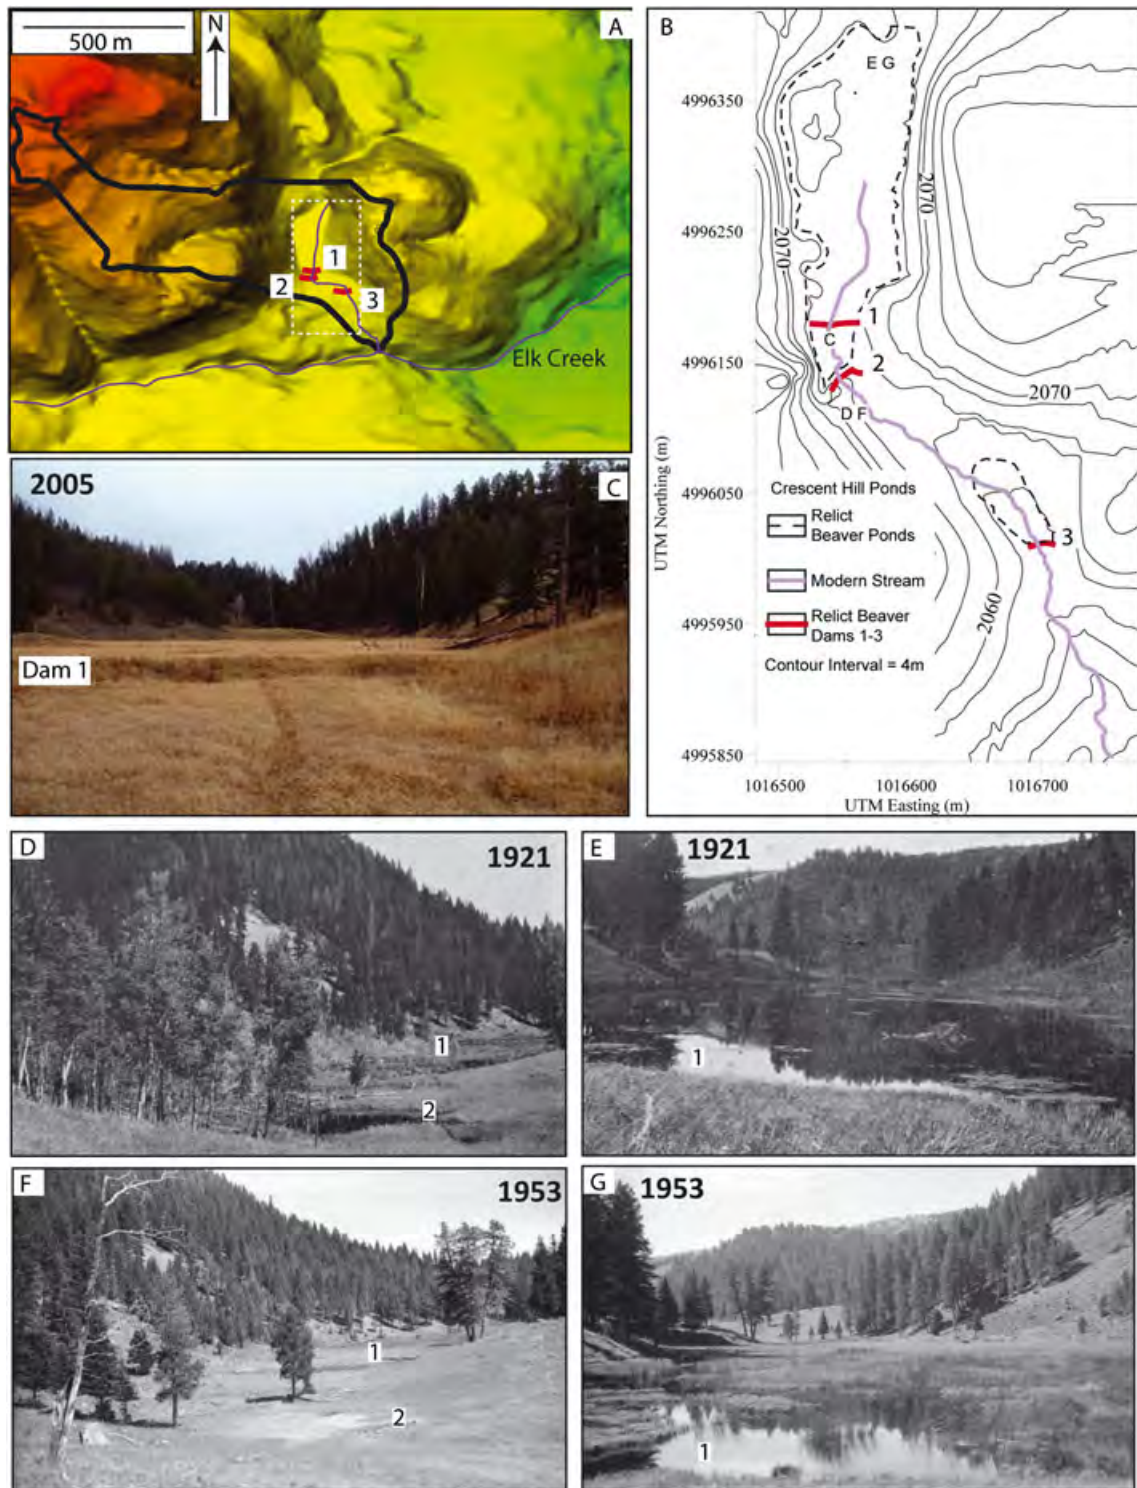 500 m
N
A
1
2
3
Elk Creek
2005
C
Dam 1
B
E G
4996350
2070
4996250
2070
1
C
2
4996150
2070
D F
UTM Northing (m)
Crescent Hill Ponds
4996050
Relict
Beaver Ponds
3
Modern Stream
2060
4995950
Relict Beaver
Dams 1-3
Contour Interval = 4m
4995850
1016500
1016600
1016700
UTM Easting (m)
D
1921
1
2
E
1921
1
F
1953
1
2
G
1953
1